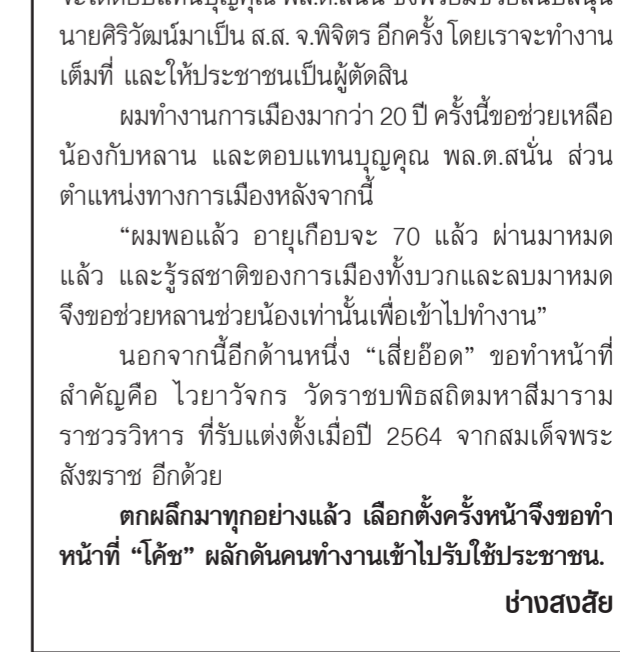 นายศิริวัฒน์มาเป็น ส.ส. จ.พิจิตร อีกครั้ง โดยเราจะทำงาน
เต็มที่ และให้ประชาชนเป็นผู้ตัดสิน
ผมทำงานการเมืองมากว่า 20 ปี ครั้งนี้ขอช่วยเหลือ
น้องกับหลาน และตอบแทนบุญคุณ พล.ต.สนั่น ส่วน
ตำแหน่งทางการเมืองหลังจากนี้
“ผมพอแล้ว อายุเกือบจะ 70 แล้ว ผ่านมาหมด
แล้ว และรู้รสชาติของการเมืองทั้งบวกและลบมาหมด
จึงขอช่วยหลานช่วยน้องเท่านั้นเพื่อเข้าไปทำงาน”
นอกจากนี้อีกด้านหนึ่ง “เสี่ยอ๊อด” ขอทำหน้าที่
สำคัญคือ ไวยาวัจกร วัดราชบพิธสถิตมหาสีมาราม
ราชวรวิหาร ที่รับแต่งตั้งเมื่อปี 2564 จากสมเด็จพระ
สังฆราช อีกด้วย
ตกผลึกมาทุกอย่างแล้ว เลือกตั้งครั้งหน้าจึงขอทำ
หน้าที่ “โค้ช” ผลักดันคนทำงานเข้าไปรับใช้ประชาชน.
ช่างสงสัย